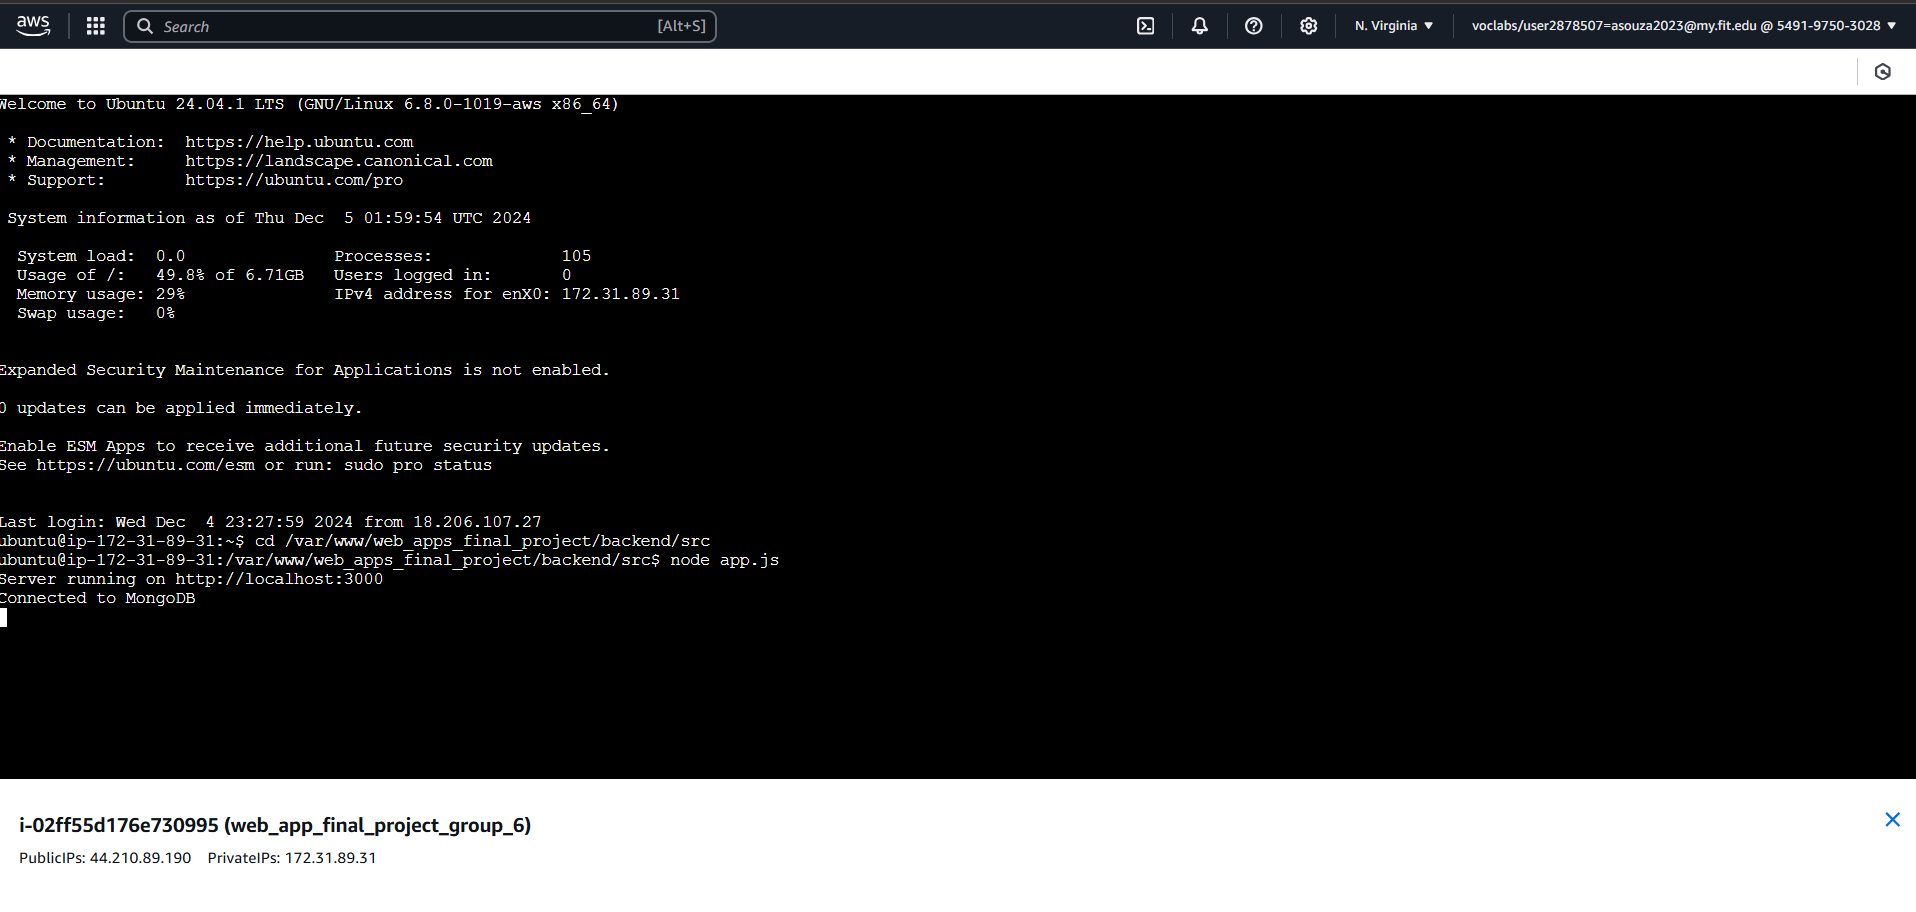 aws
Search [Alt+S]
N. Virginia
voclabs/user2878507=asouza2023@my.fit.edu @ 5491-9750-3028
Welcome to Ubuntu 24.04.1 LTS (GNU/Linux 6.8.0-1019-aws x86_64)
* Documentation: https://help.ubuntu.com
* Management: https://landscape.canonical.com
* Support: https://ubuntu.com/pro
System information as of Thu Dec 5 01:59:54 UTC 2024
System load: 0.0 Processes: 105
Usage of /: 49.8% of 6.71GB Users logged in: 0
Memory usage: 29% IPv4 address for enX0: 172.31.89.31
Swap usage: 0%
Expanded Security Maintenance for Applications is not enabled.
0 updates can be applied immediately.
Enable ESM Apps to receive additional future security updates.
See https://ubuntu.com/esm or run: sudo pro status
Last login: Wed Dec 4 23:27:59 2024 from 18.206.107.27
ubuntu@ip-172-31-89-31:~$ cd /var/www/web_apps_final_project/backend/src
ubuntu@ip-172-31-89-31:/var/www/web_apps_final_project/backend/src$ node app.js
Server running on http://localhost:3000
Connected to MongoDB
i-02ff55d176e730995 (web_app_final_project_group_6)
PublicIPs: 44.210.89.190 PrivateIPs: 172.31.89.31